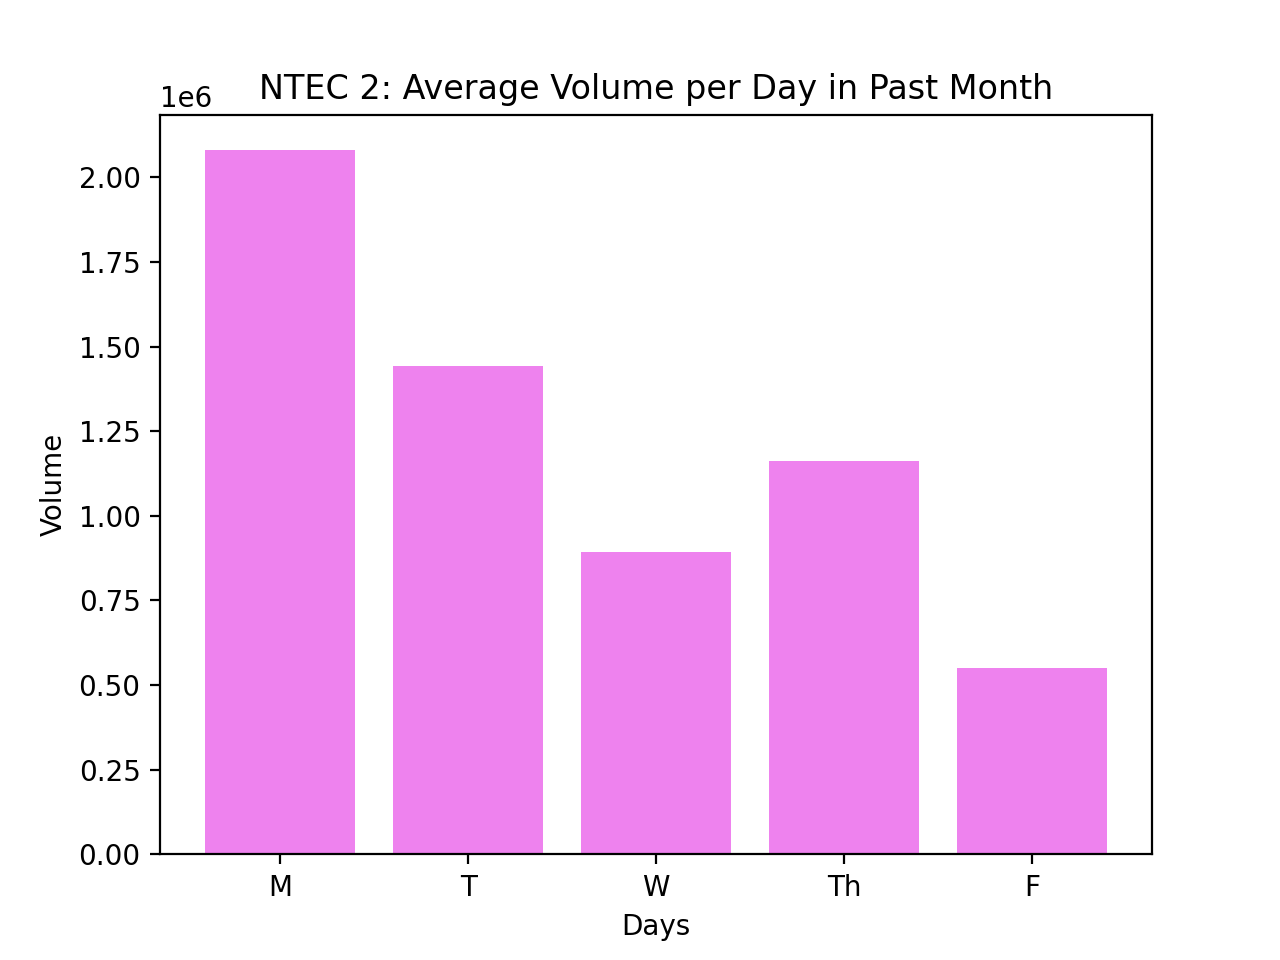 NTEC 2: Average Volume per Day in Past Month
1e6
2.00
1.75
1.50
1.25
1.00
0.75
0.50
0.25
0.00
Volume
M T W Th F
Days